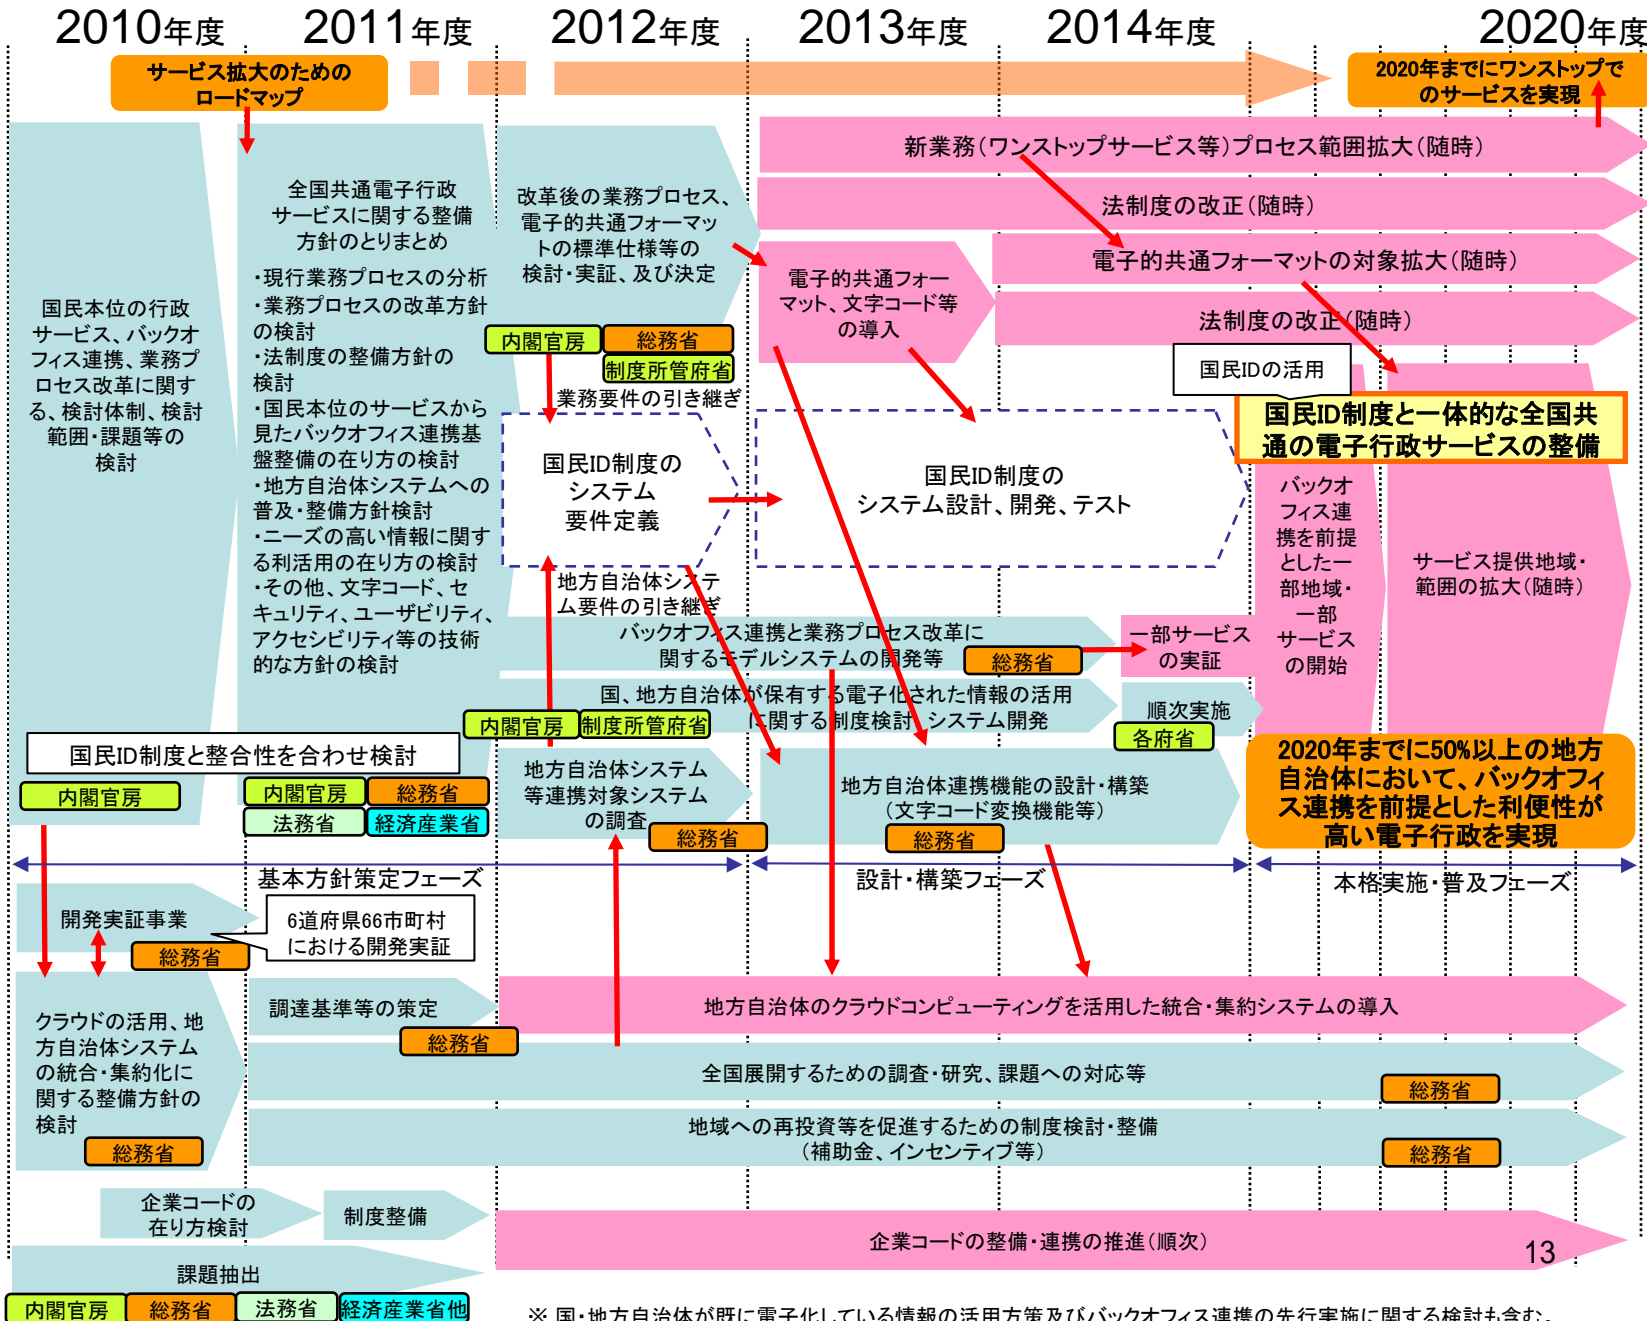 2010年度
2011年度
2012年度
2013年度
2014年度
2020年度
サービス拡大のための
ロードマップ
2020年までにワンストップで
のサービスを実現
新業務(ワンストップサービス等)プロセス範囲拡大(随時)
法制度の改正(随時)
電子的共通フォーマットの対象拡大(随時)
法制度の改正(随時)
国民本位の行政
サービス、バックオ
フィス連携、業務プ
ロセス改革に関す
る、検討体制、検討
範囲・課題等の
検討
全国共通電子行政
サービスに関する整備
方針のとりまとめ
・現行業務プロセスの分析
・業務プロセスの改革方針
の検討
・法制度の整備方針の
検討
・国民本位のサービスから
見たバックオフィス連携基
盤整備の在り方の検討
・地方自治体システムへの
普及・整備方針検討
・ニーズの高い情報に関す
る利活用の在り方の検討
・その他、文字コード、セ
キュリティ、ユーザビリティ、
アクセシビリティ等の技術
的な方針の検討
改革後の業務プロセス、
電子的共通フォーマッ
トの標準仕様等の
検討・実証、及び決定
内閣官房
総務省
制度所管府省
業務要件の引き継ぎ
電子的共通フォー
マット、文字コード等
の導入
国民IDの活用
国民ID制度と一体的な全国共
通の電子行政サービスの整備
国民ID制度の
システム
要件定義
国民ID制度の
システム設計、開発、テスト
バックオ
フィス連
携を前提
とした一
部地域・
一部
サービス
の開始
サービス提供地域・
範囲の拡大(随時)
地方自治体システ
ム要件の引き継ぎ
バックオフィス連携と業務プロセス改革に
関するモデルシステムの開発等
総務省
一部サービス
の実証
国、地方自治体が保有する電子化された情報の活用
に関する制度検討、システム開発
内閣官房
制度所管府省
順次実施
各府省
国民ID制度と整合性を合わせ検討
内閣官房
内閣官房
総務省
法務省
経済産業省
地方自治体システム
等連携対象システム
の調査
総務省
地方自治体連携機能の設計・構築
(文字コード変換機能等)
総務省
2020年までに50%以上の地方
自治体において、バックオフィ
ス連携を前提とした利便性が
高い電子行政を実現
基本方針策定フェーズ
設計・構築フェーズ
本格実施・普及フェーズ
開発実証事業
総務省
6道府県66市町村
における開発実証
クラウドの活用、地
方自治体システム
の統合・集約化に
関する整備方針の
検討
総務省
調達基準等の策定
総務省
地方自治体のクラウドコンピューティングを活用した統合・集約システムの導入
全国展開するための調査・研究、課題への対応等
総務省
地域への再投資等を促進するための制度検討・整備
(補助金、インセンティブ等)
総務省
企業コードの
在り方検討
制度整備
企業コードの整備・連携の推進(順次)
13
課題抽出
内閣官房
総務省
法務省
経済産業省他
※ 国・地方自治体が既に電子化している情報の活用方策及びバックオフィス連携の先行実施に関する検討も含む。